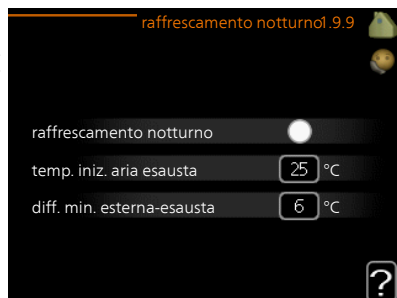 raffrescamento notturno1.9.9
raffrescamento notturno
temp. iniz. aria esausta 25 °C
diff. min. esterna-esausta 6 °C
?